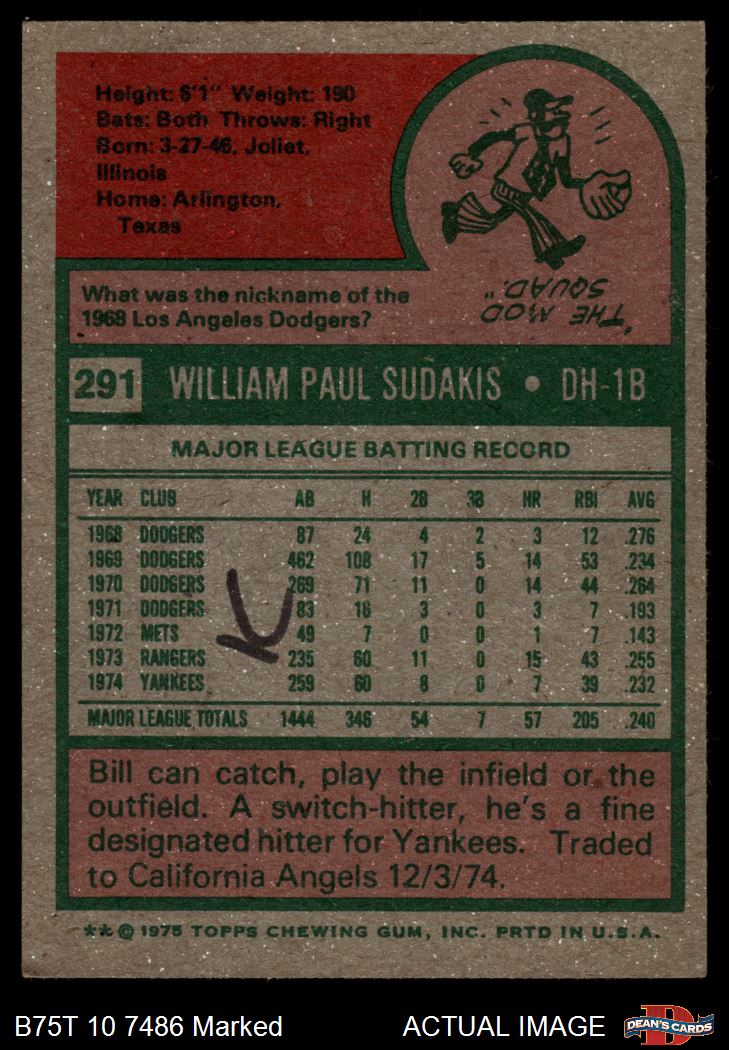 Height: 6'1" Weight: 190
Bats: Both Throws: Right
Born: 3-27-46, Joliet,
Illinois
Home: Arlington,
Texas
What was the nickname of the
1968 Los Angeles Dodgers?
"THE MOD
SQUAD."
291 WILLIAM PAUL SUDAKIS • DH-1B
MAJOR LEAGUE BATTING RECORD
YEAR CLUB AB H 2B 3B HR RBI AVG
1968 DODGERS 87 24 4 2 3 12 .276
1969 DODGERS 462 108 17 5 14 53 .234
1970 DODGERS 269 71 11 0 14 44 .264
1971 DODGERS 83 16 3 0 3 7 .193
1972 METS 49 7 0 0 1 7 .143
1973 RANGERS 235 60 11 0 15 43 .255
1974 YANKEES 259 60 8 0 7 39 .232
MAJOR LEAGUE TOTALS 1444 346 54 7 57 205 .240
K
Bill can catch, play the infield or the
outfield. A switch-hitter, he's a fine
designated hitter for Yankees. Traded
to California Angels 12/3/74.
** © 1975 TOPPS CHEWING GUM, INC. PRTD IN U.S.A.
B75T 10 7486 Marked ACTUAL IMAGE
D
DEAN'S CARDS